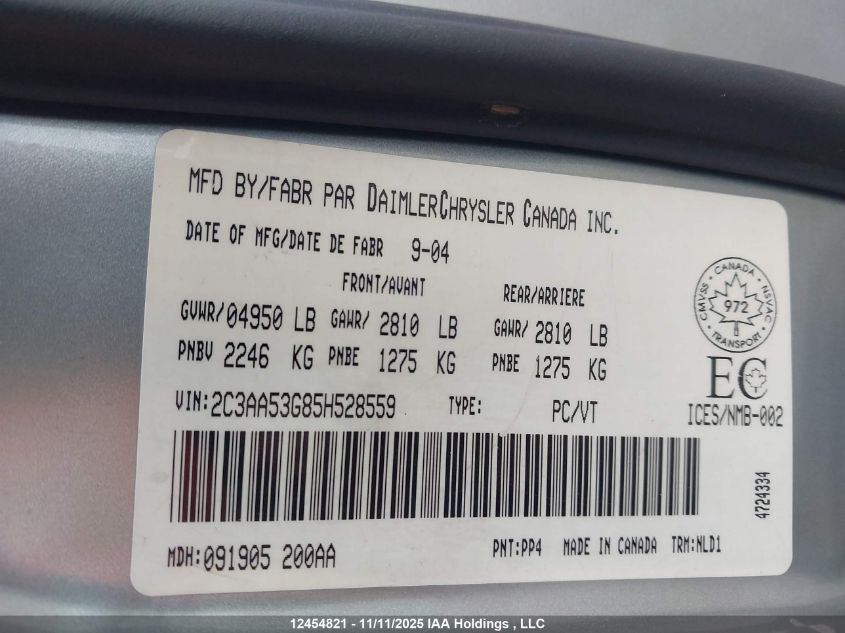 MFD BY/FABR PAR DAIMLERCHRYSLER CANADA INC.
DATE OF MFG/DATE DE FABR 9-04
FRONT/AVANT REAR/ARRIERE
GVWR/04950 LB GAWR/ 2810 LB GAWR/ 2810 LB
PNBV 2246 KG PNBE 1275 KG PNBE 1275 KG
CMVSS • CANADA • NSVAC • TRANSPORT •
972
EC
ICES/NMB-002
VIN:2C3AA53G85H528559 TYPE: PC/VT
4724334
MDH:091905 200AA PNT:PP4 MADE IN CANADA TRM:NLD1
12454821 - 11/11/2025 IAA Holdings , LLC